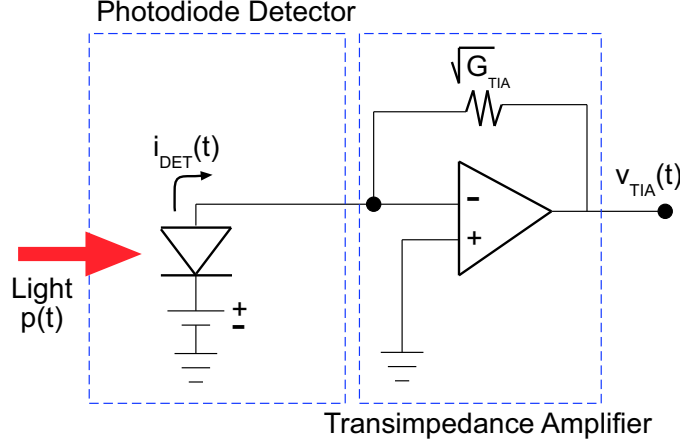 Photodiode Detector
√G_TIA
i_DET(t)
v_TIA(t)
-
+
Light
p(t)
+
-
Transimpedance Amplifier